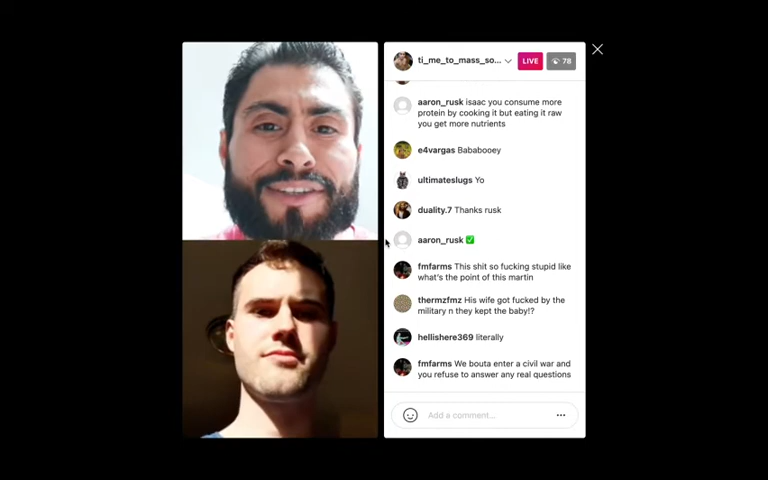 ti_me_to_mass_so...
LIVE
78
aaron_rusk isaac you consume more
protein by cooking it but eating it raw
you get more nutrients
e4vargas Bababooey
ultimateslugs Yo
duality.7 Thanks rusk
aaron_rusk ✅
fmfarms This shit so fucking stupid like
what's the point of this martin
thermzfmz His wife got fucked by the
military n they kept the baby!?
hellishere369 literally
fmfarms We bouta enter a civil war and
you refuse to answer any real questions
Add a comment...